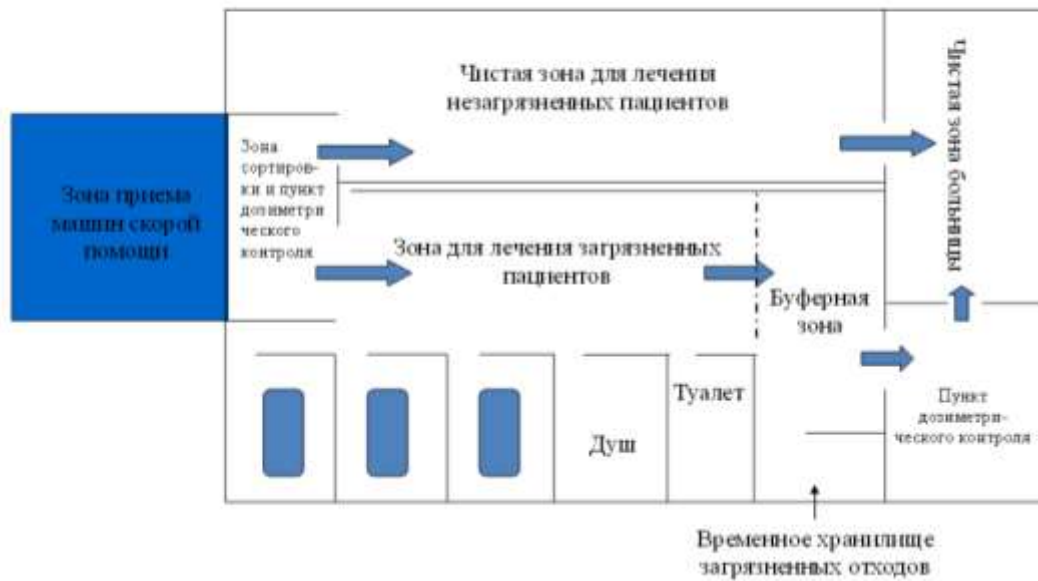 Чистая зона для лечения
незагрязненных пациентов
Чистая зона больницы
Зона приема
машин скорой
помощи
Зона
сортиров-
ки и пункт
дозиметри
ческого
контроля
Зона для лечения загрязненных
пациентов
Буферная
зона
Туалет
Душ
Пункт
дозиметри-
ческого контроля
Временное хранилище
загрязненных отходов